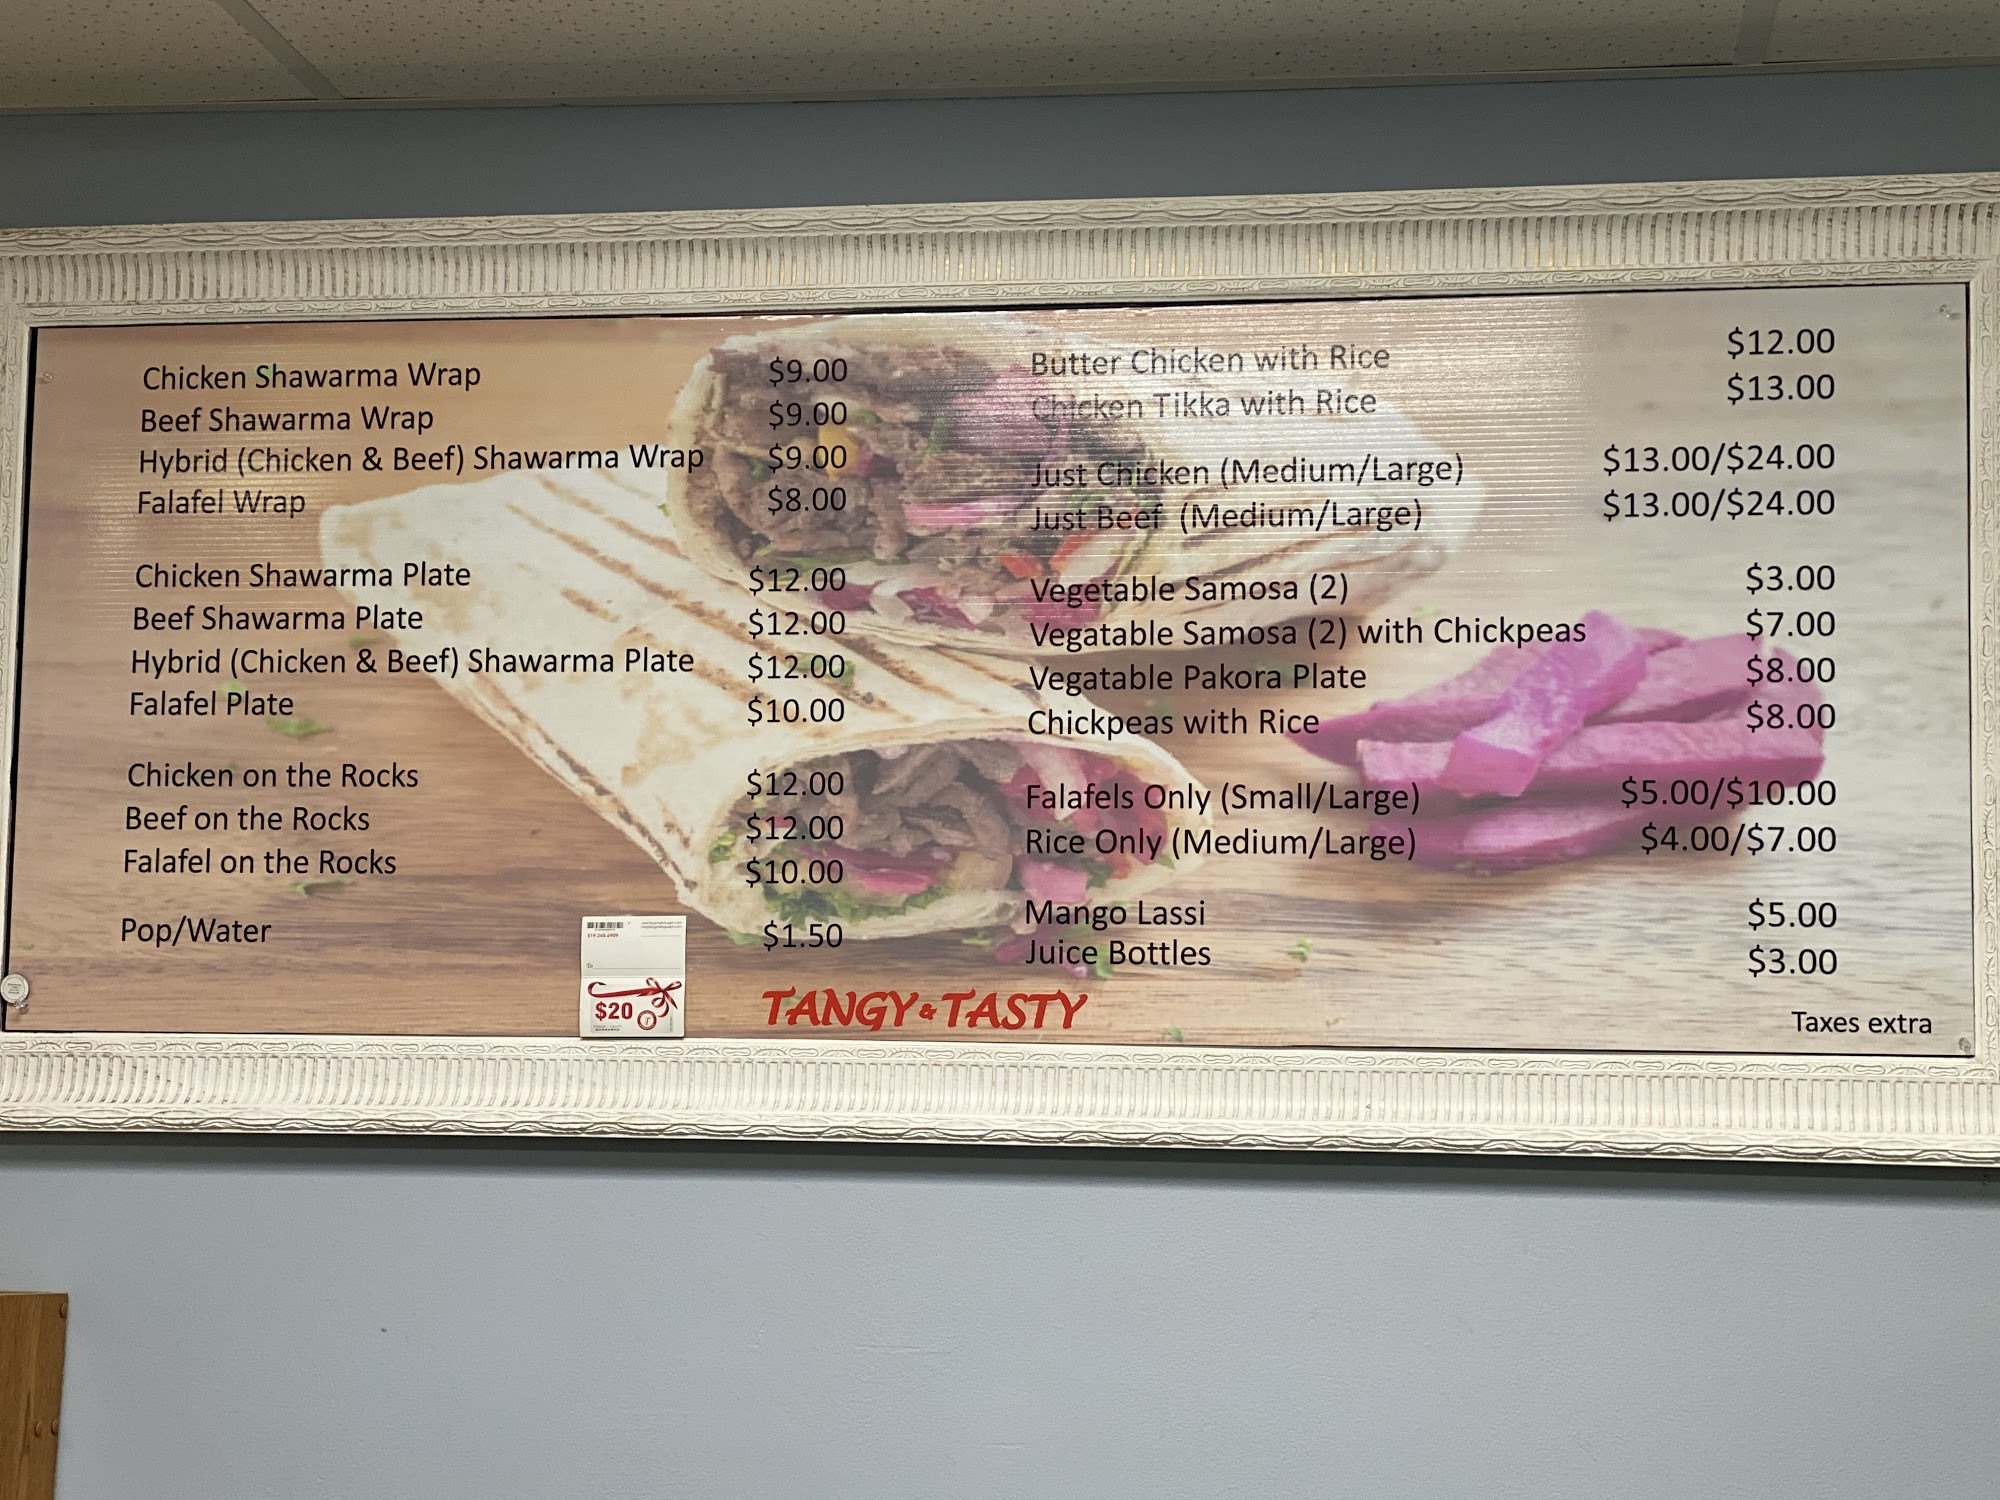 Chicken Shawarma Wrap $9.00
Beef Shawarma Wrap $9.00
Hybrid (Chicken & Beef) Shawarma Wrap $9.00
Falafel Wrap $8.00
Chicken Shawarma Plate $12.00
Beef Shawarma Plate $12.00
Hybrid (Chicken & Beef) Shawarma Plate $12.00
Falafel Plate $10.00
Chicken on the Rocks $12.00
Beef on the Rocks $12.00
Falafel on the Rocks $10.00
Pop/Water $1.50
Butter Chicken with Rice $12.00
Chicken Tikka with Rice $13.00
Just Chicken (Medium/Large) $13.00/$24.00
Just Beef (Medium/Large) $13.00/$24.00
Vegetable Samosa (2) $3.00
Vegatable Samosa (2) with Chickpeas $7.00
Vegatable Pakora Plate $8.00
Chickpeas with Rice $8.00
Falafels Only (Small/Large) $5.00/$10.00
Rice Only (Medium/Large) $4.00/$7.00
Mango Lassi $5.00
Juice Bottles $3.00
$20
TANGY & TASTY
Taxes extra